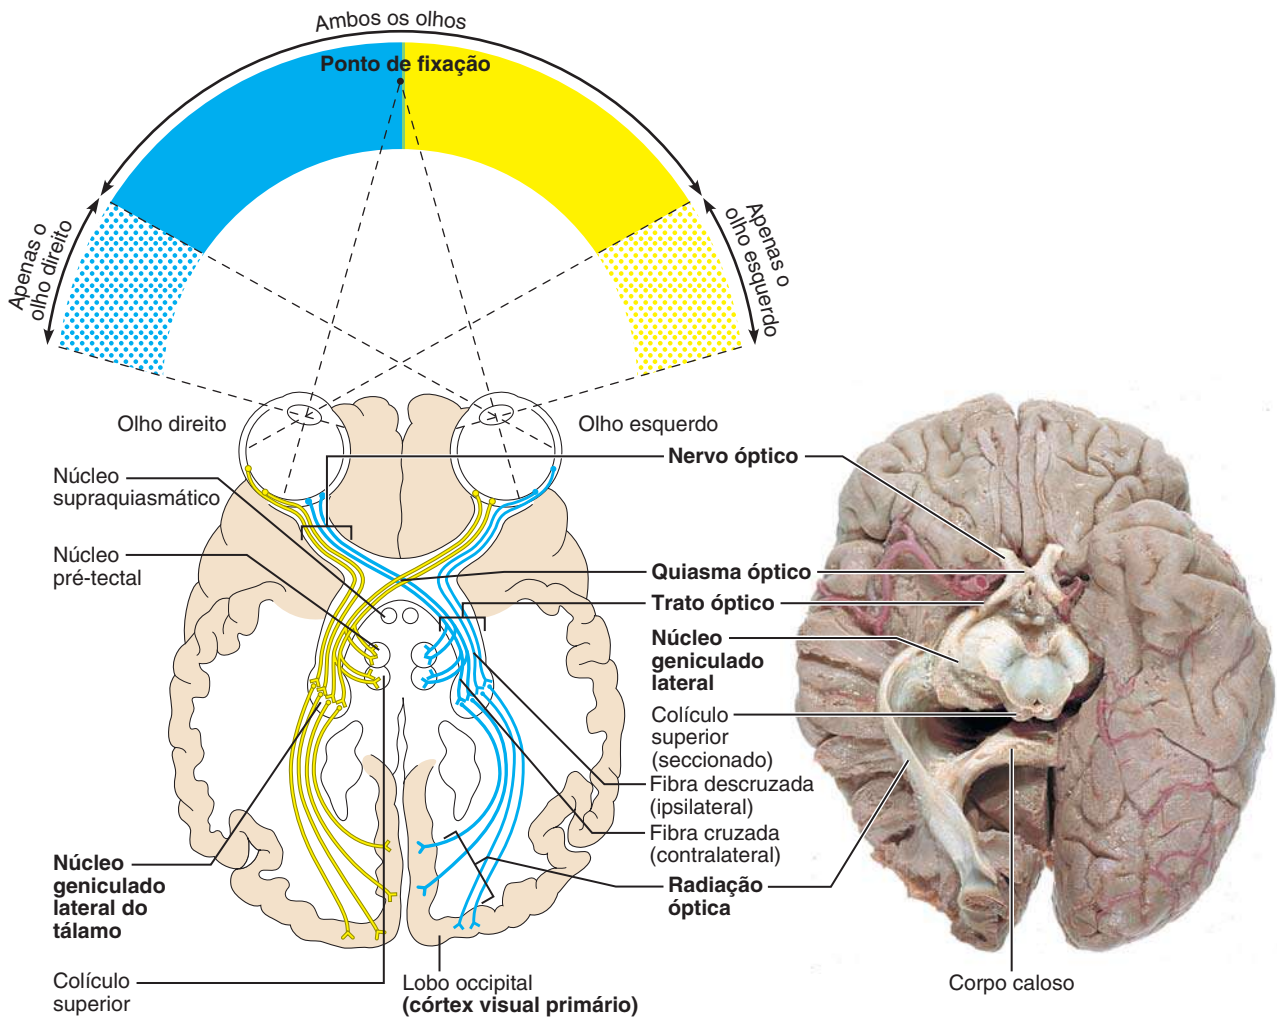 Ambos os olhos
Ponto de fixação
Apenas o
olho direito
Apenas o
olho esquerdo
Olho direito
Olho esquerdo
Nervo óptico
Núcleo
supraquiasmático
Núcleo
pré-tectal
Quiasma óptico
Trato óptico
Núcleo
geniculado
lateral
Colículo
superior
(seccionado)
Fibra descruzada
(ipsilateral)
Fibra cruzada
(contralateral)
Núcleo
geniculado
lateral do
tálamo
Radiação
óptica
Colículo
superior
Lobo occipital
(córtex visual primário)
Corpo caloso